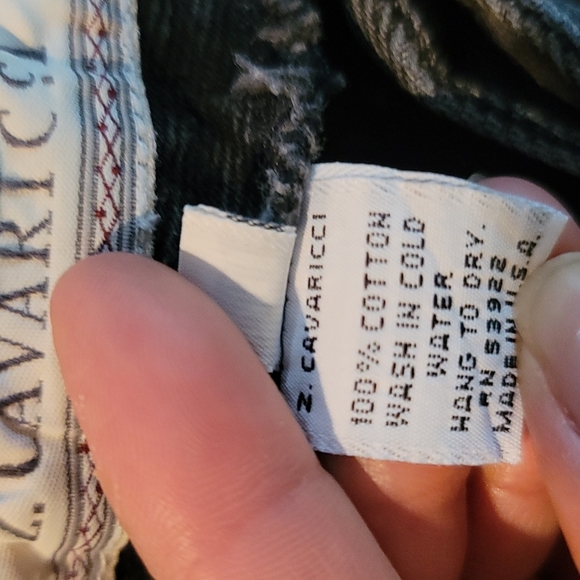 Z. CAVARICCI
Z. CAVARICCI
100% COTTON
WASH IN COLD
WATER.
HANG TO DRY.
RN 53922
MADE IN U.S.A.